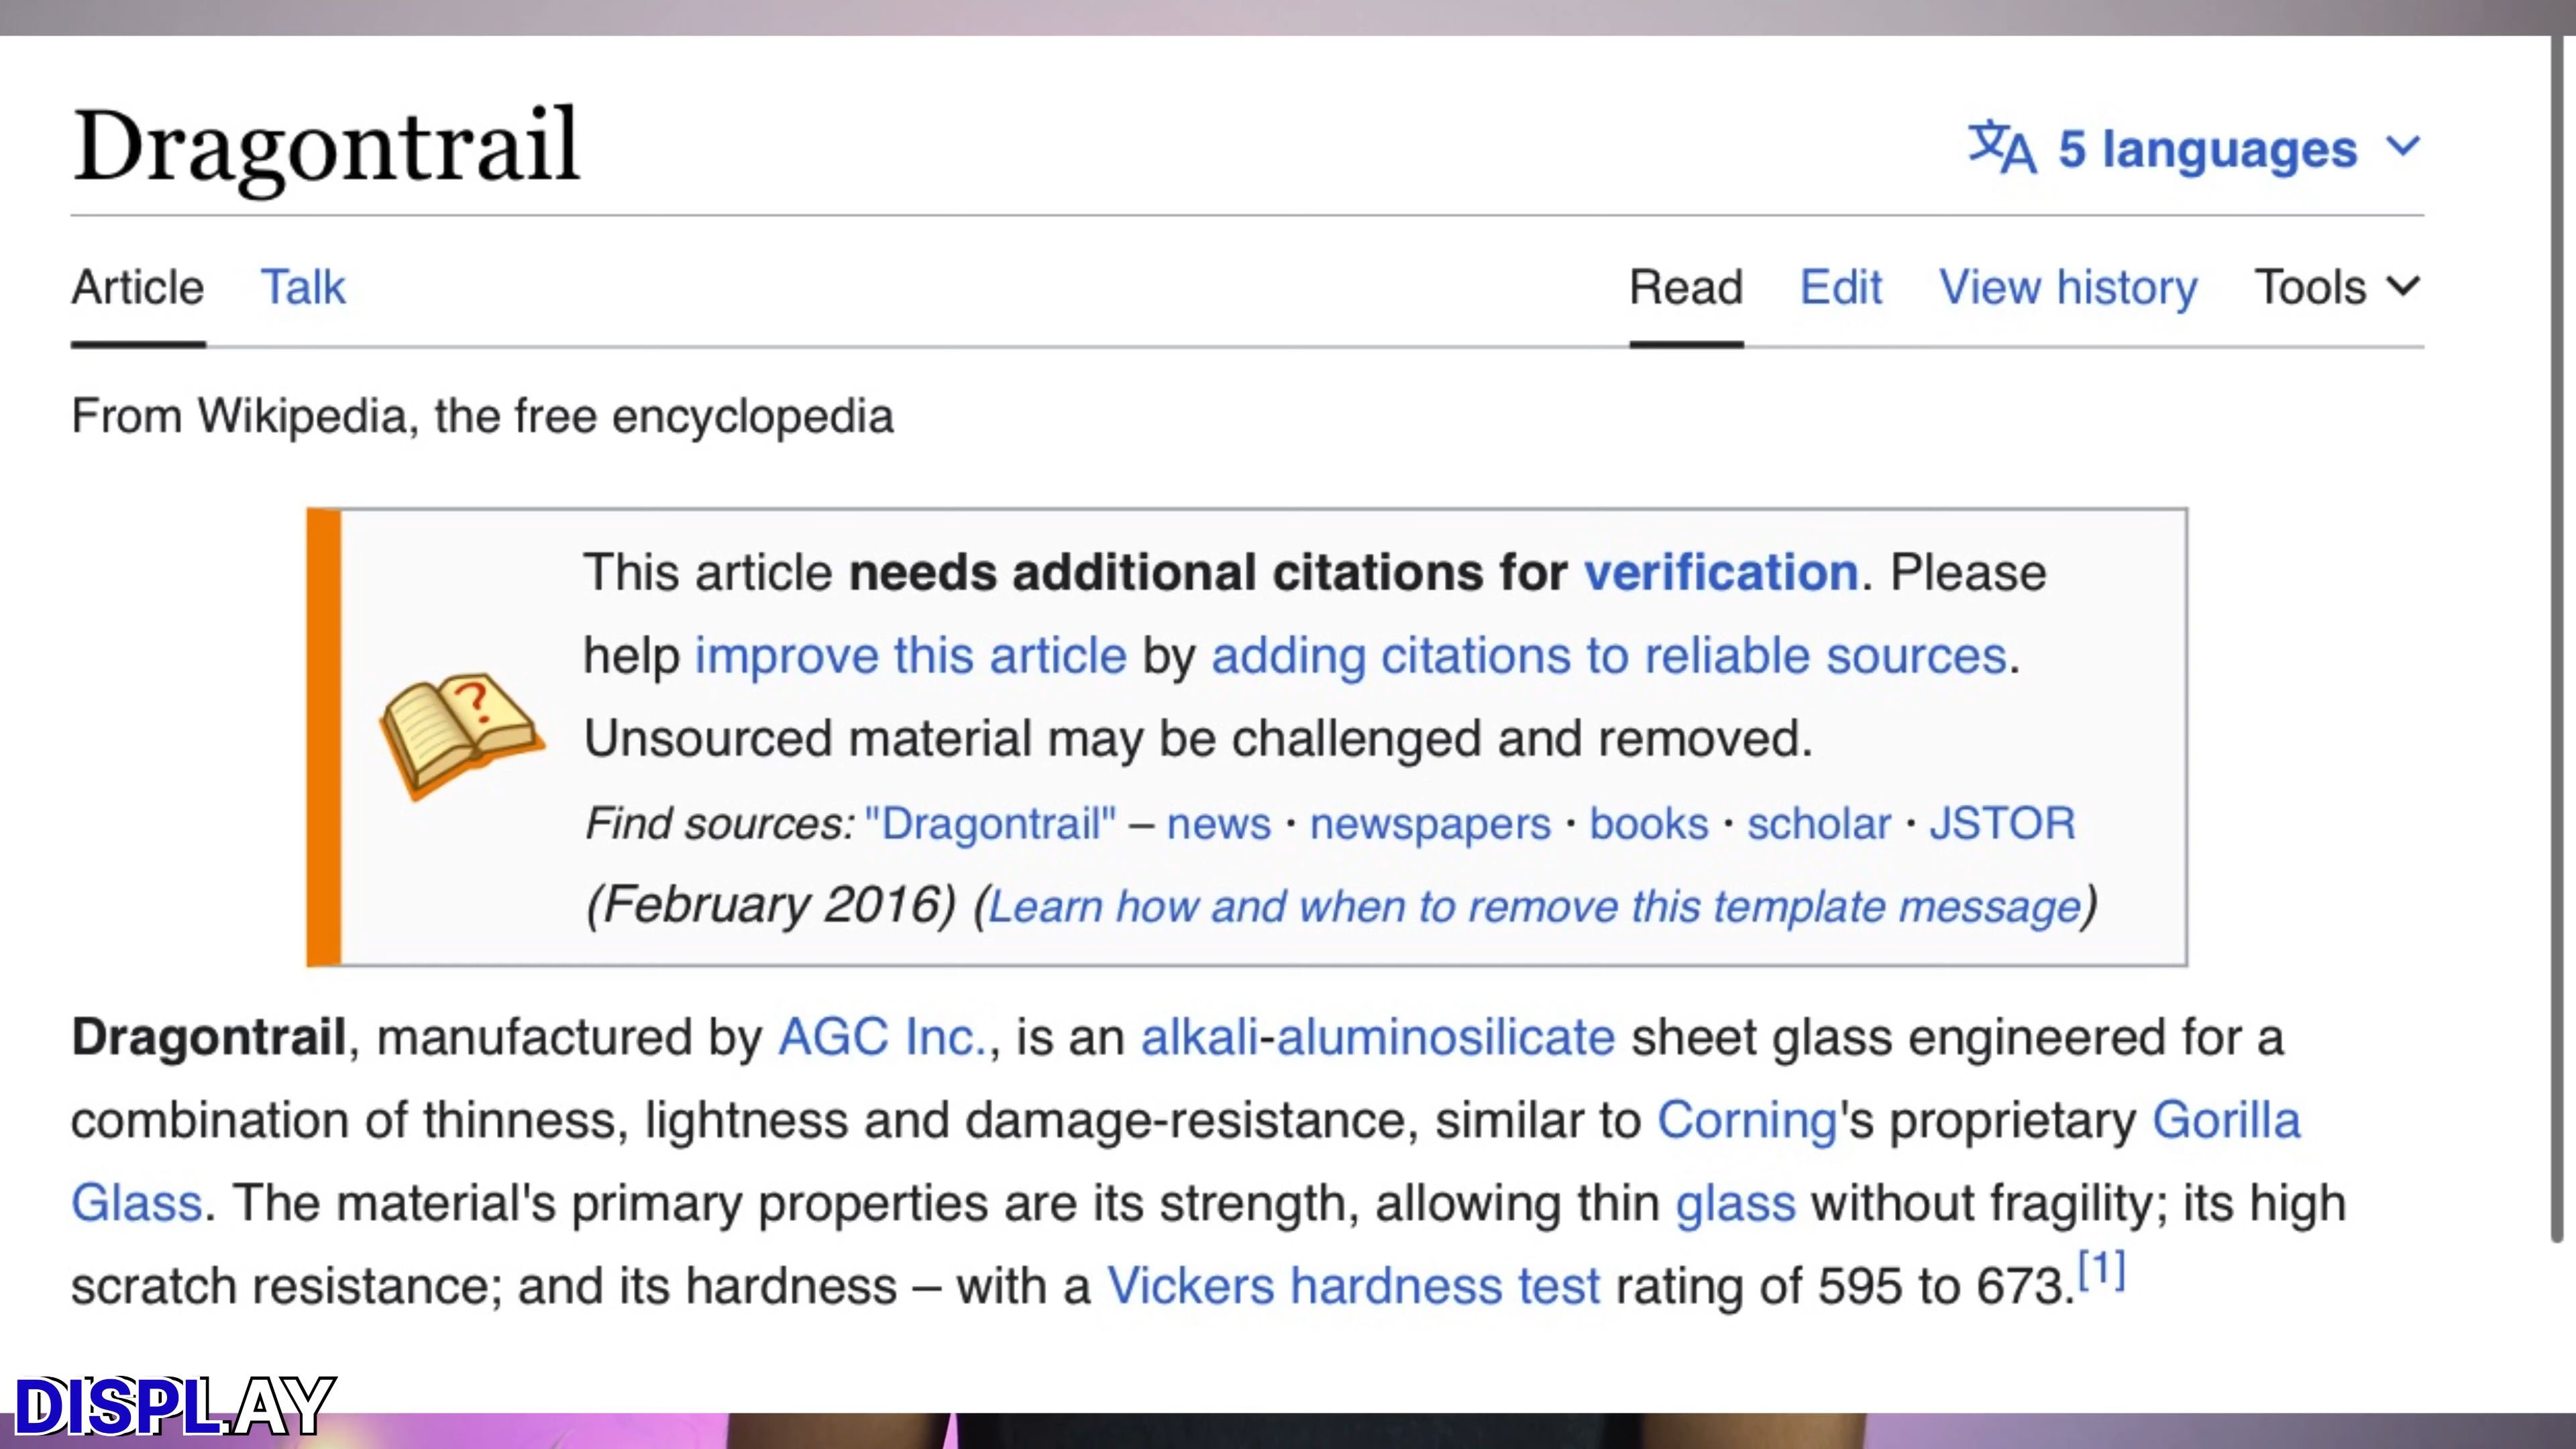 Dragontrail
文A 5 languages
Article Talk Read Edit View history Tools
From Wikipedia, the free encyclopedia
This article needs additional citations for verification. Please
help improve this article by adding citations to reliable sources.
Unsourced material may be challenged and removed.
Find sources: "Dragontrail" – news · newspapers · books · scholar · JSTOR
(February 2016) (Learn how and when to remove this template message)
Dragontrail, manufactured by AGC Inc., is an alkali-aluminosilicate sheet glass engineered for a
combination of thinness, lightness and damage-resistance, similar to Corning's proprietary Gorilla
Glass. The material's primary properties are its strength, allowing thin glass without fragility; its high
scratch resistance; and its hardness – with a Vickers hardness test rating of 595 to 673.[1]
DISPLAY